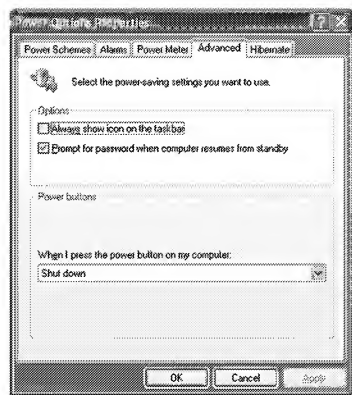 Power Options Properties
Power Schemes Alarms Power Meter Advanced Hibernate
Select the power-saving settings you want to use.
Options
Always show icon on the taskbar
Prompt for password when computer resumes from standby
Power buttons
When I press the power button on my computer:
Shut down
OK Cancel Apply